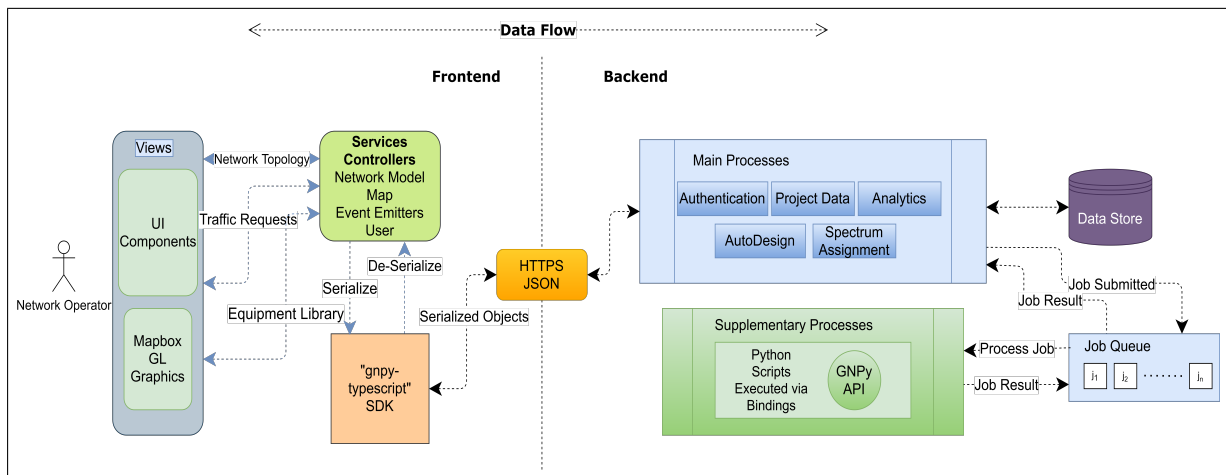 Data Flow
Frontend
Backend
Views
UI
Components
Mapbox
GL
Graphics
Network Operator
Network Topology
Traffic Requests
Equipment Library
Services
Controllers
Network Model
Map
Event Emitters
User
De-Serialize
Serialize
"gnpy-
typescript"
SDK
Serialized Objects
HTTPS
JSON
Main Processes
Authentication
Project Data
Analytics
AutoDesign
Spectrum
Assignment
Data Store
Job Submitted
Job Result
Supplementary Processes
Python
Scripts
Executed via
Bindings
GNPy
API
Process Job
Job Result
Job Queue
j1 j2 ........ jn